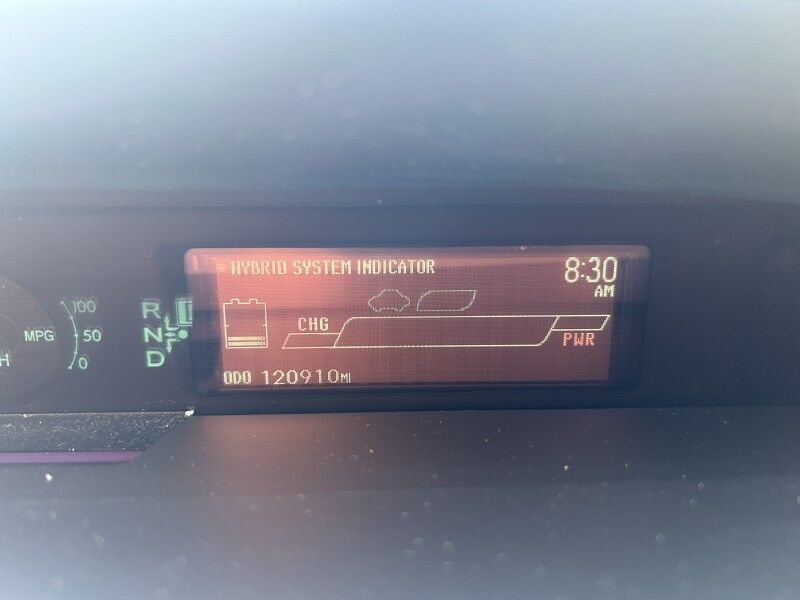 HYBRID SYSTEM INDICATOR
8:30
AM
CHG
PWR
ODO 120910MI
100
MPG 50
0
R
N
D
H